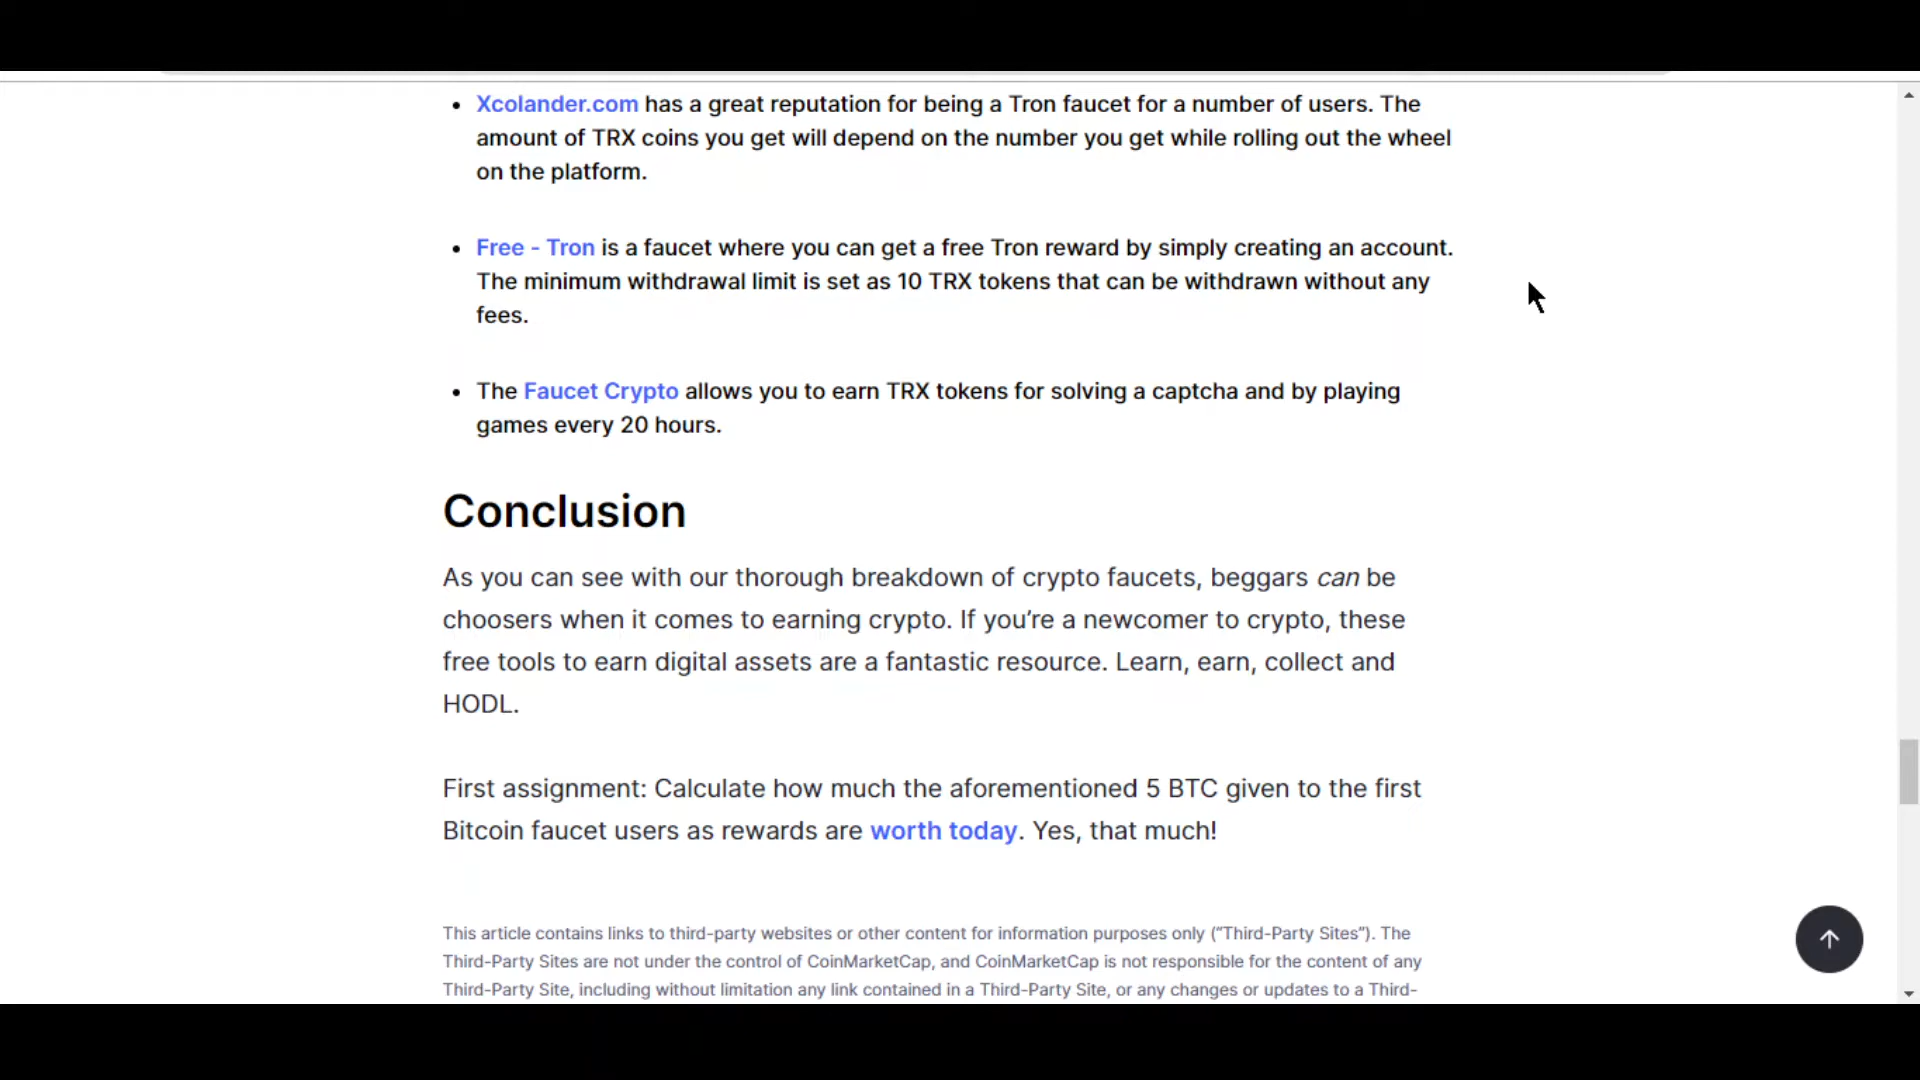 Xcolander.com has a great reputation for being a Tron faucet for a number of users. The
amount of TRX coins you get will depend on the number you get while rolling out the wheel
on the platform.
Free - Tron is a faucet where you can get a free Tron reward by simply creating an account.
The minimum withdrawal limit is set as 10 TRX tokens that can be withdrawn without any
fees.
The Faucet Crypto allows you to earn TRX tokens for solving a captcha and by playing
games every 20 hours.
Conclusion
As you can see with our thorough breakdown of crypto faucets, beggars can be
choosers when it comes to earning crypto. If you’re a newcomer to crypto, these
free tools to earn digital assets are a fantastic resource. Learn, earn, collect and
HODL.
First assignment: Calculate how much the aforementioned 5 BTC given to the first
Bitcoin faucet users as rewards are worth today. Yes, that much!
This article contains links to third-party websites or other content for information purposes only (“Third-Party Sites”). The
Third-Party Sites are not under the control of CoinMarketCap, and CoinMarketCap is not responsible for the content of any
Third-Party Site, including without limitation any link contained in a Third-Party Site, or any changes or updates to a Third-